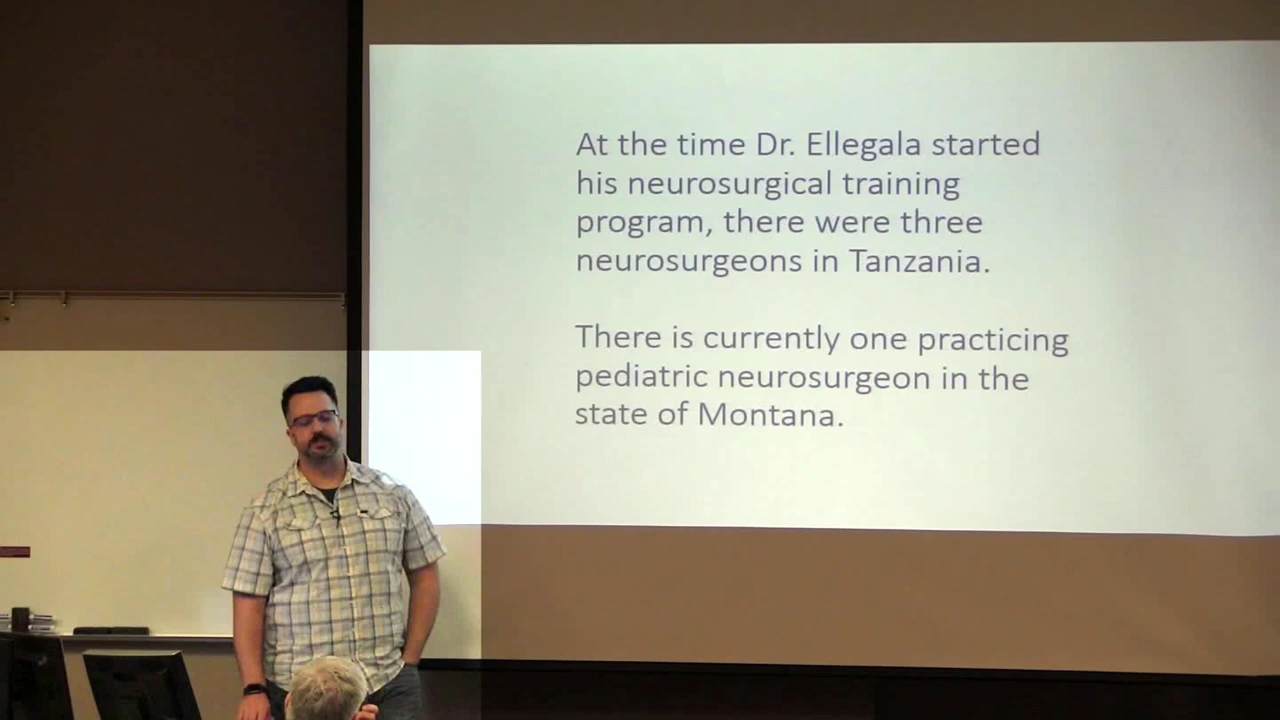 At the time Dr. Ellegala started
his neurosurgical training
program, there were three
neurosurgeons in Tanzania.
There is currently one practicing
pediatric neurosurgeon in the
state of Montana.